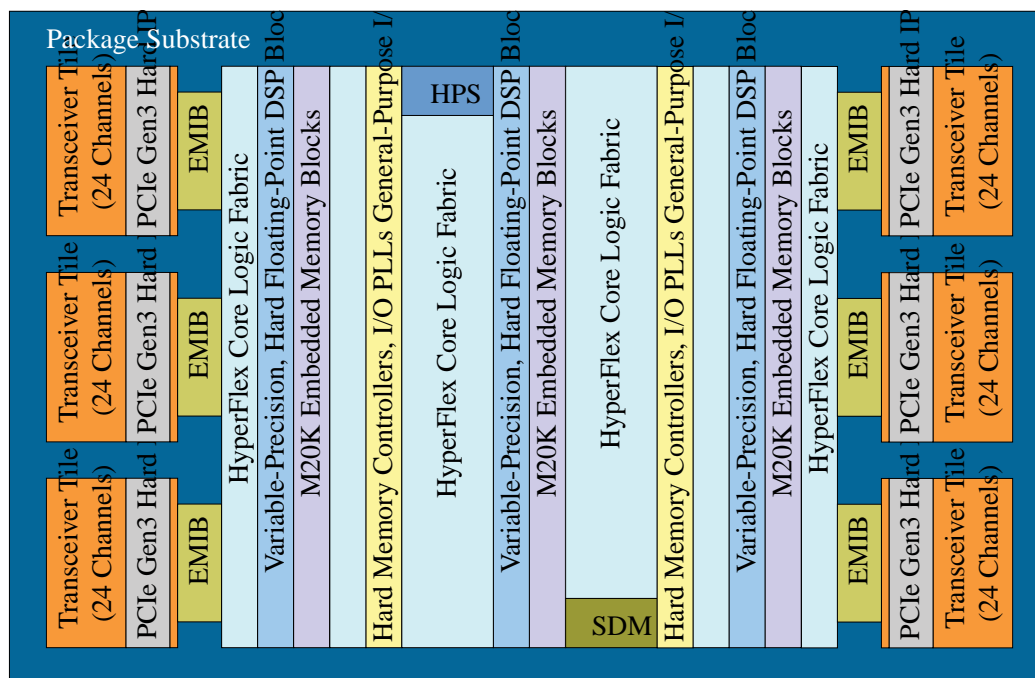 Package Substrate
Transceiver Tile
(24 Channels)
PCIe Gen3 Hard IP
EMIB
Transceiver Tile
(24 Channels)
PCIe Gen3 Hard
EMIB
Transceiver Tile
(24 Channels)
PCIe Gen3 Hard
EMIB
HyperFlex Core Logic Fabric
Variable-Precision, Hard Floating-Point DSP Bloc
M20K Embedded Memory Blocks
Hard Memory Controllers, I/O PLLs General-Purpose I/
HPS
HyperFlex Core Logic Fabric
Variable-Precision, Hard Floating-Point DSP Bloc
M20K Embedded Memory Blocks
HyperFlex Core Logic Fabric
SDM
Hard Memory Controllers, I/O PLLs General-Purpose I/
Variable-Precision, Hard Floating-Point DSP Bloc
M20K Embedded Memory Blocks
HyperFlex Core Logic Fabric
EMIB
PCIe Gen3 Hard IP
Transceiver Tile
(24 Channels)
EMIB
PCIe Gen3 Hard
Transceiver Tile
(24 Channels)
EMIB
PCIe Gen3 Hard
Transceiver Tile
(24 Channels)